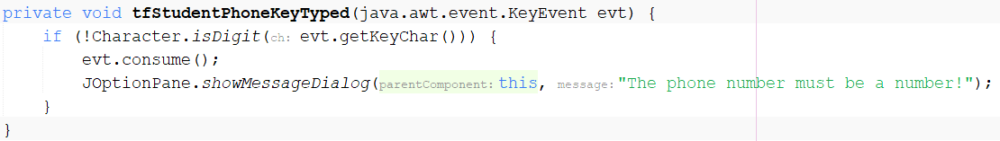 private void tfStudentPhoneKeyTyped(java.awt.event.KeyEvent evt) {
if (!Character.isDigit(ch: evt.getKeyChar())) {
evt.consume();
JOptionPane.showMessageDialog(parentComponent: this, message: "The phone number must be a number!");
}
}